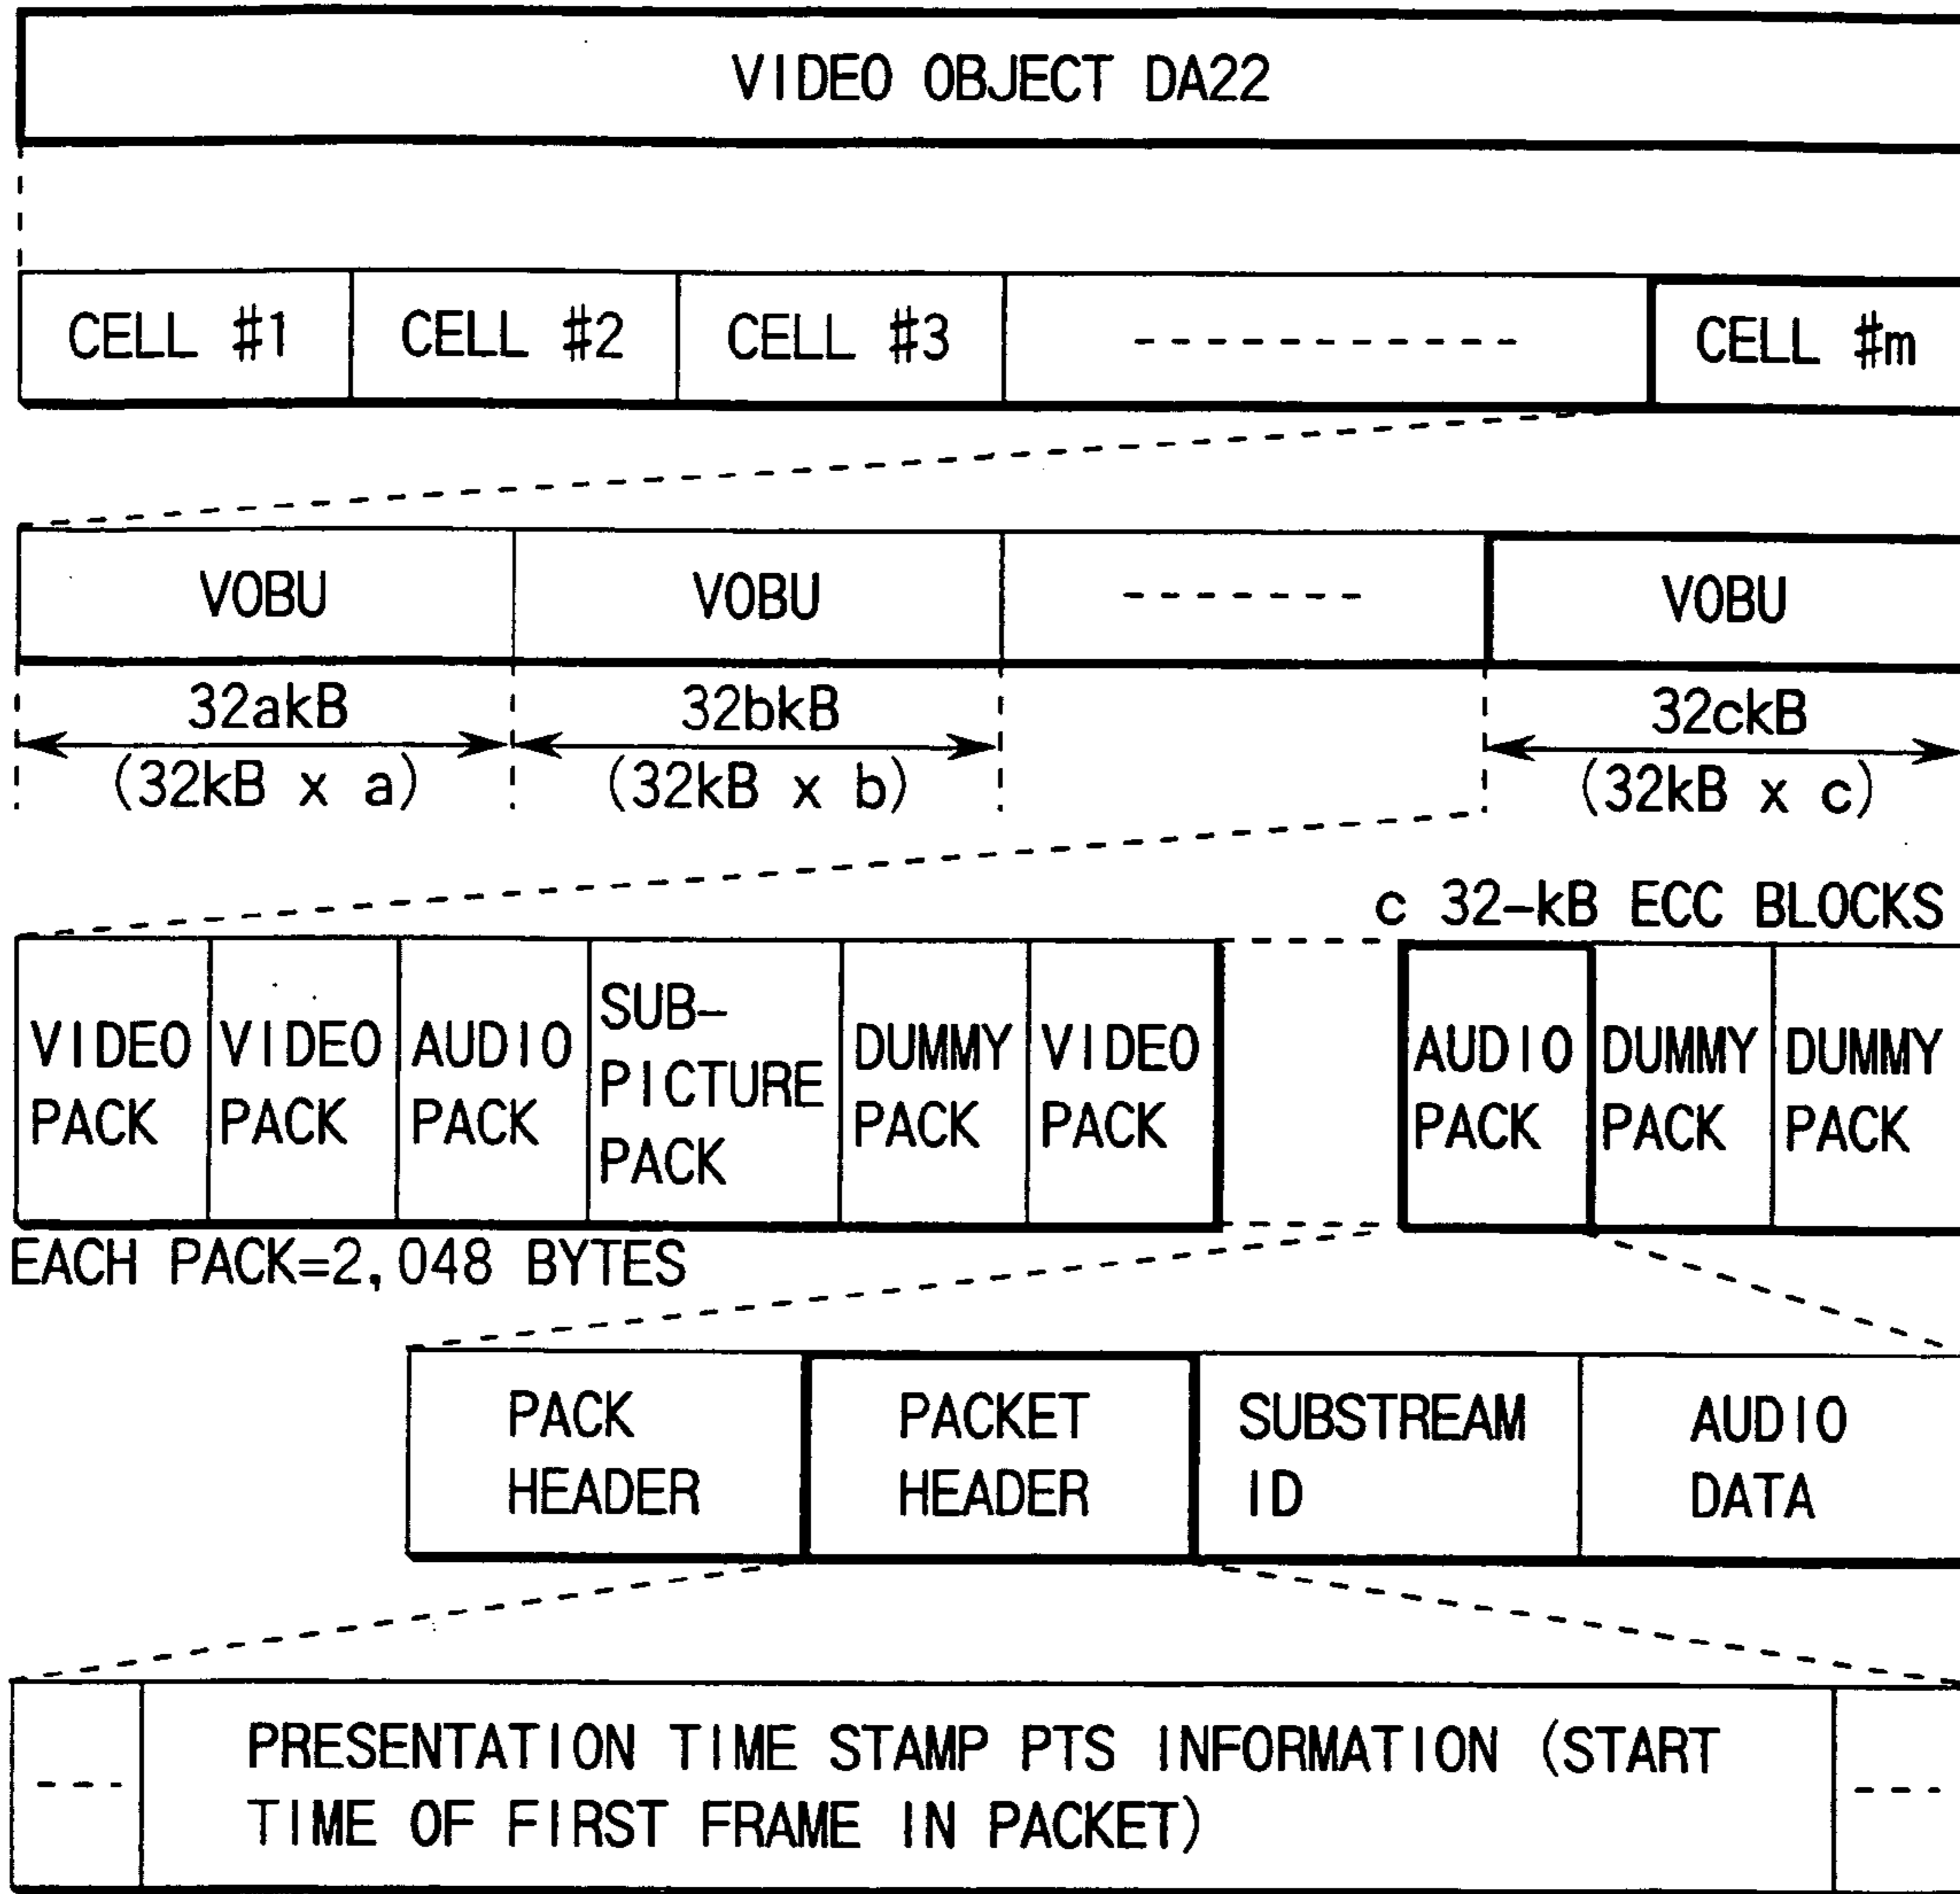 VIDEO OBJECT DA22
CELL #1 CELL #2 CELL #3 ------------ CELL #m
VOBU VOBU ------- VOBU
32akB 32bkB 32ckB
(32kB x a) (32kB x b) (32kB x c)
c 32-kB ECC BLOCKS
VIDEO PACK
VIDEO PACK
AUDIO PACK
SUB-
PICTURE
PACK
DUMMY PACK
VIDEO PACK
AUDIO PACK
DUMMY PACK
DUMMY PACK
EACH PACK=2,048 BYTES
PACK
HEADER
PACKET
HEADER
SUBSTREAM
ID
AUDIO
DATA
--- PRESENTATION TIME STAMP PTS INFORMATION (START ---
TIME OF FIRST FRAME IN PACKET)